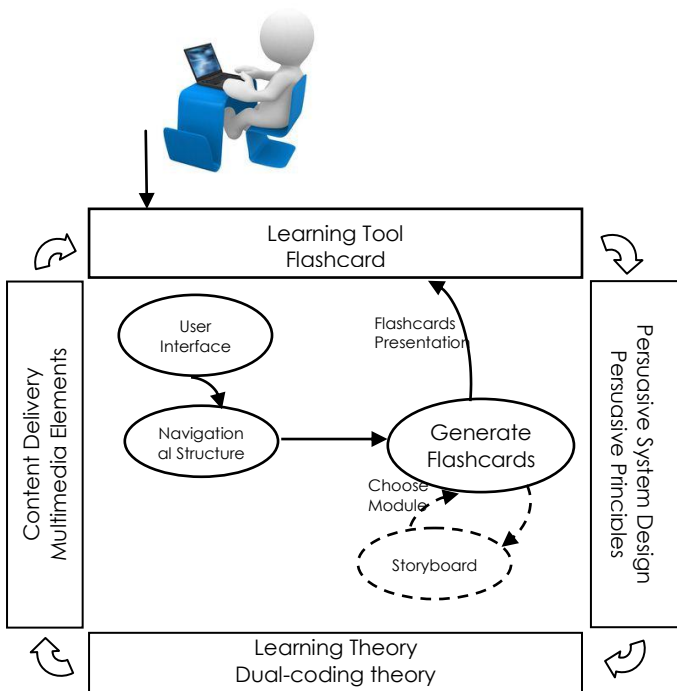 Learning Tool
Flashcard
Content Delivery
Multimedia Elements
User
Interface
Flashcards
Presentation
Navigation
al Structure
Generate
Flashcards
Choose
Module
Storyboard
Persuasive System Design
Persuasive Principles
Learning Theory
Dual-coding theory